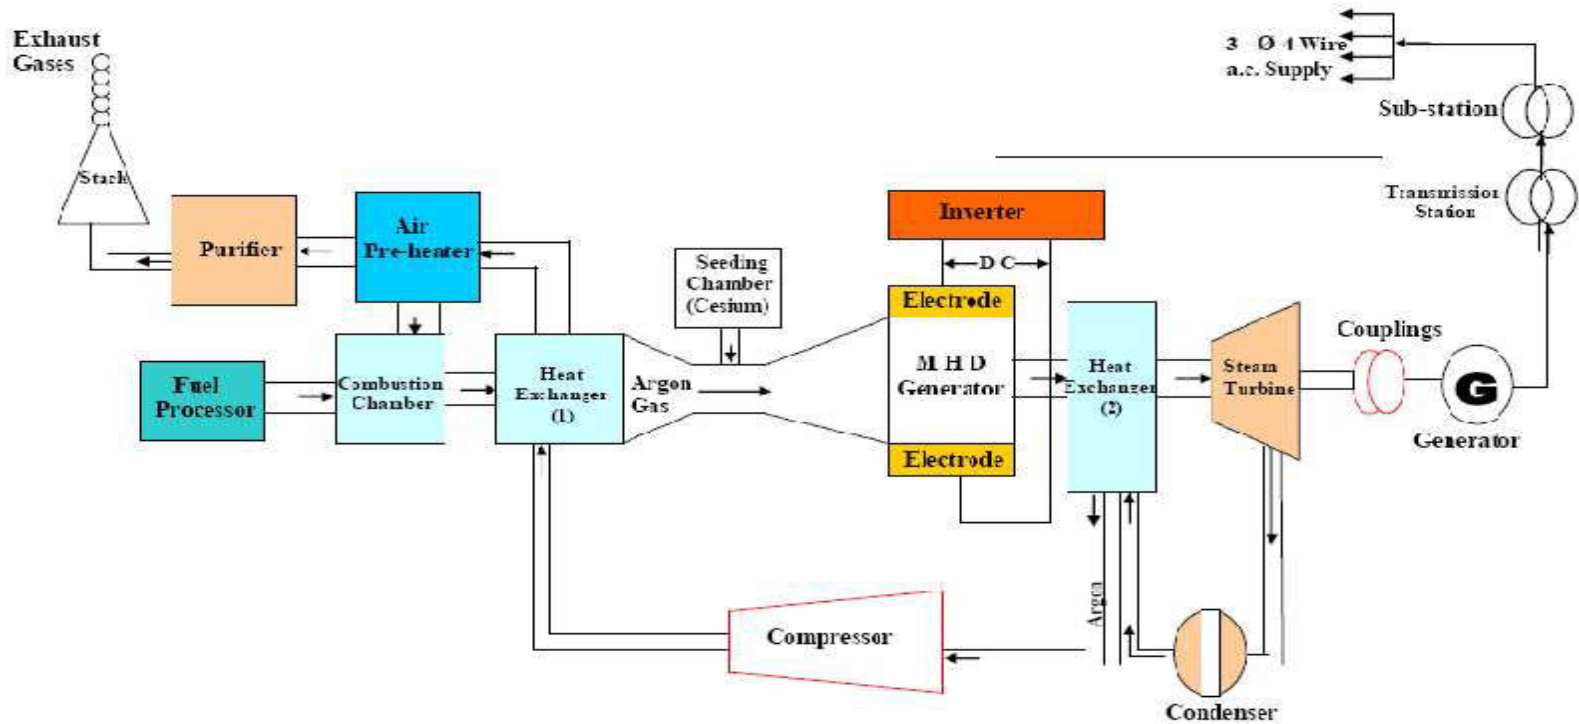 Exhaust
Gases
Stack
Purifier
Air
Pre-heater
Fuel
Processor
Combustion
Chamber
Heat
Exchanger
(1)
Argon
Gas
Seeding
Chamber
(Cesium)
Inverter
D C
Electrode
M H D
Generator
Electrode
Heat
Exchanger
(2)
Steam
Turbine
Couplings
G
Generator
Transmission
Station
Sub-station
3 Ø 4 Wire
a.c. Supply
Argon
Compressor
Condenser